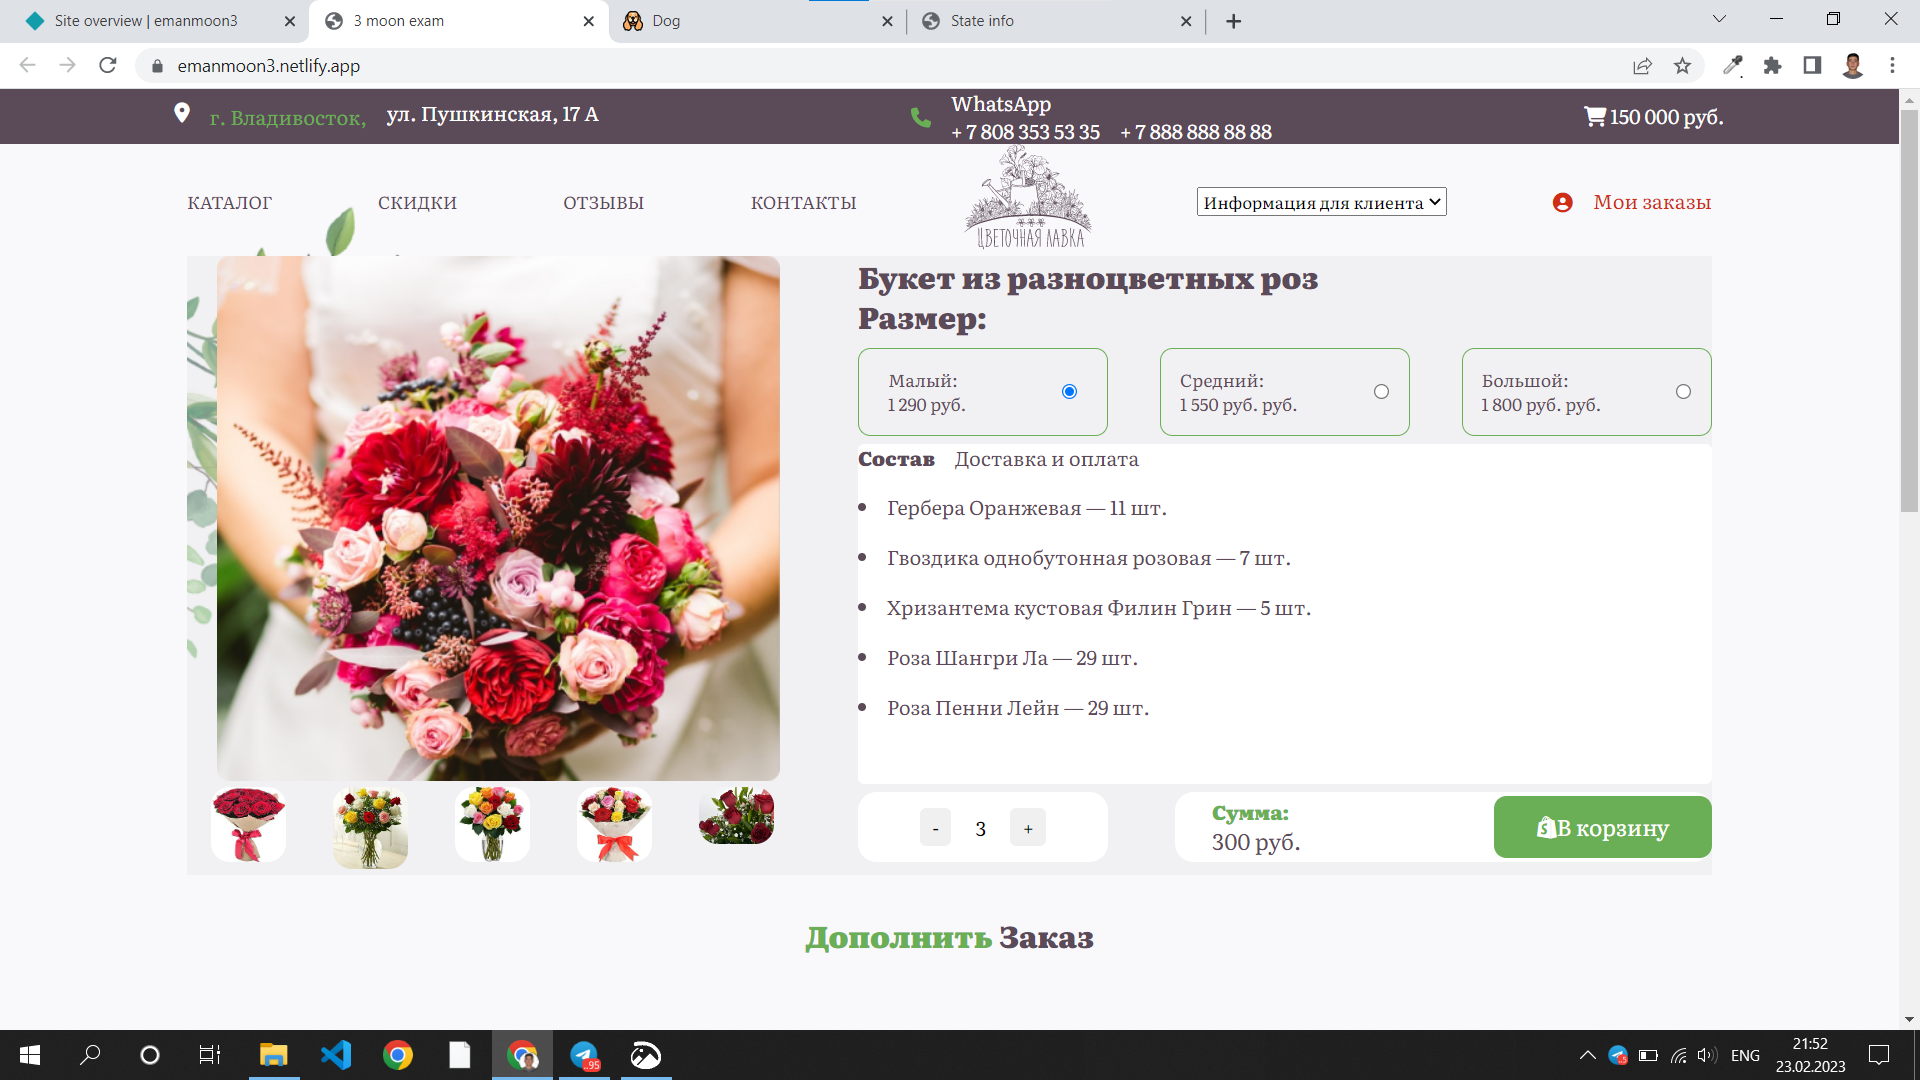 Site overview | emanmoon3
3 moon exam
Dog
State info
emanmoon3.netlify.app
г. Владивосток,
ул. Пушкинская, 17 А
WhatsApp
+ 7 808 353 53 35
+ 7 888 888 88 88
150 000 руб.
КАТАЛОГ
СКИДКИ
ОТЗЫВЫ
КОНТАКТЫ
ЦВЕТОЧНАЯ ЛАВКА
Информация для клиента
Мои заказы
Букет из разноцветных роз
Размер:
Малый:
1 290 руб.
Средний:
1 550 руб. руб.
Большой:
1 800 руб. руб.
Состав
Доставка и оплата
Гербера Оранжевая — 11 шт.
Гвоздика однобутонная розовая — 7 шт.
Хризантема кустовая Филин Грин — 5 шт.
Роза Шангри Ла — 29 шт.
Роза Пенни Лейн — 29 шт.
- 3 +
Сумма:
300 руб.
В корзину
Дополнить Заказ
..95
ENG
21:52
23.02.2023